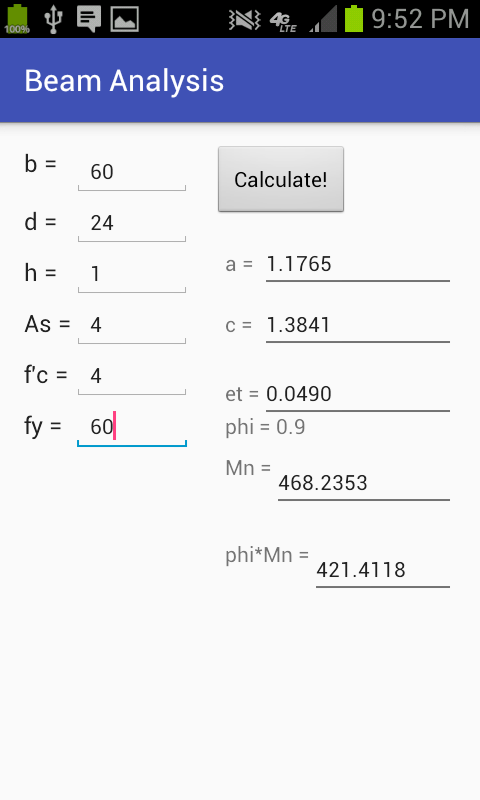 100% 4G LTE 9:52 PM
Beam Analysis
b = 60
Calculate!
d = 24
h = 1
a = 1.1765
As = 4
c = 1.3841
f'c = 4
et = 0.0490
fy = 60
phi = 0.9
Mn = 468.2353
phi*Mn = 421.4118